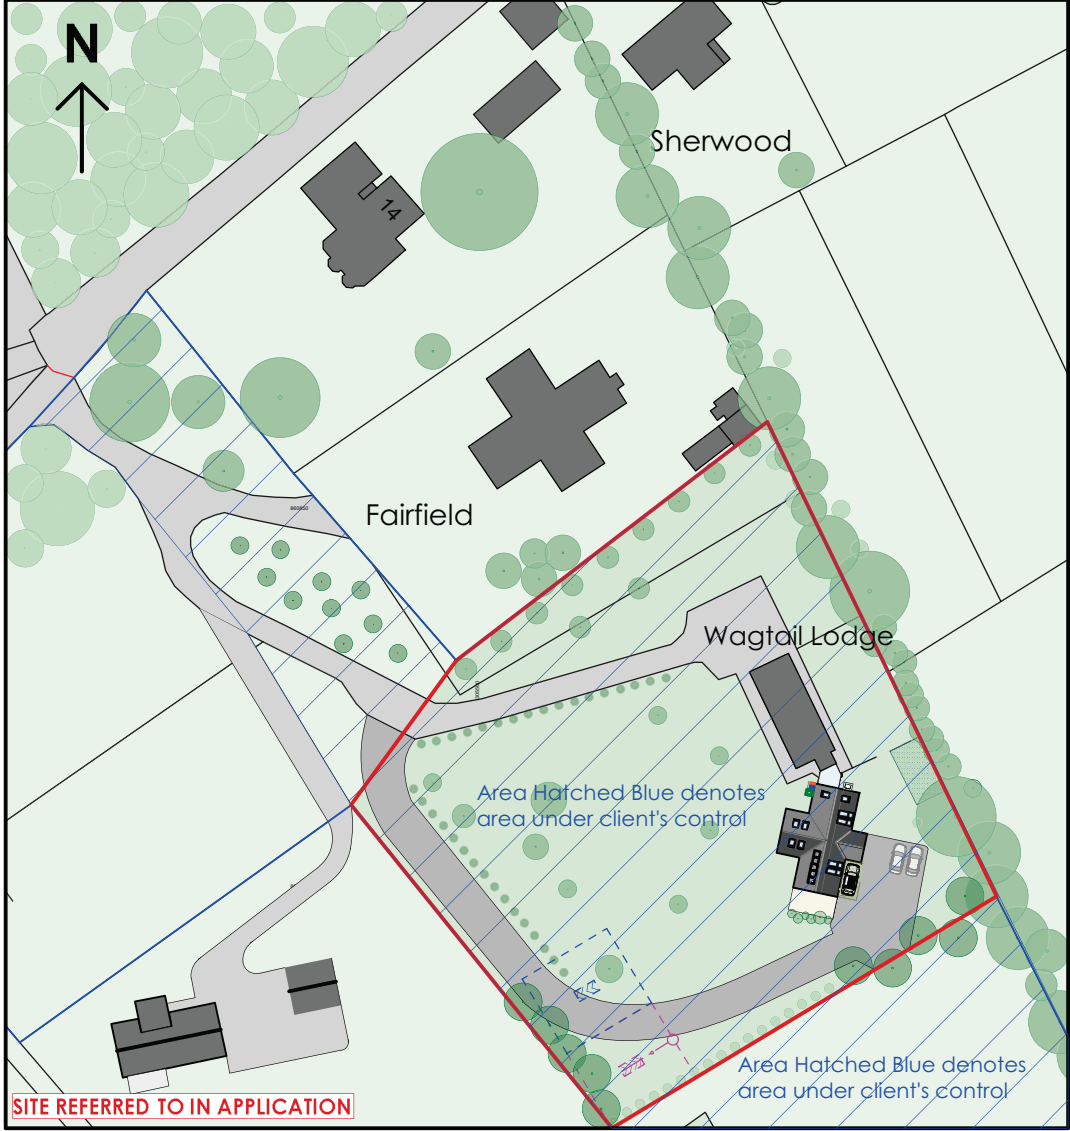 N
Sherwood
14
Fairfield
Wagtail Lodge
Area Hatched Blue denotes
area under client's control
Area Hatched Blue denotes
area under client's control
SITE REFERRED TO IN APPLICATION